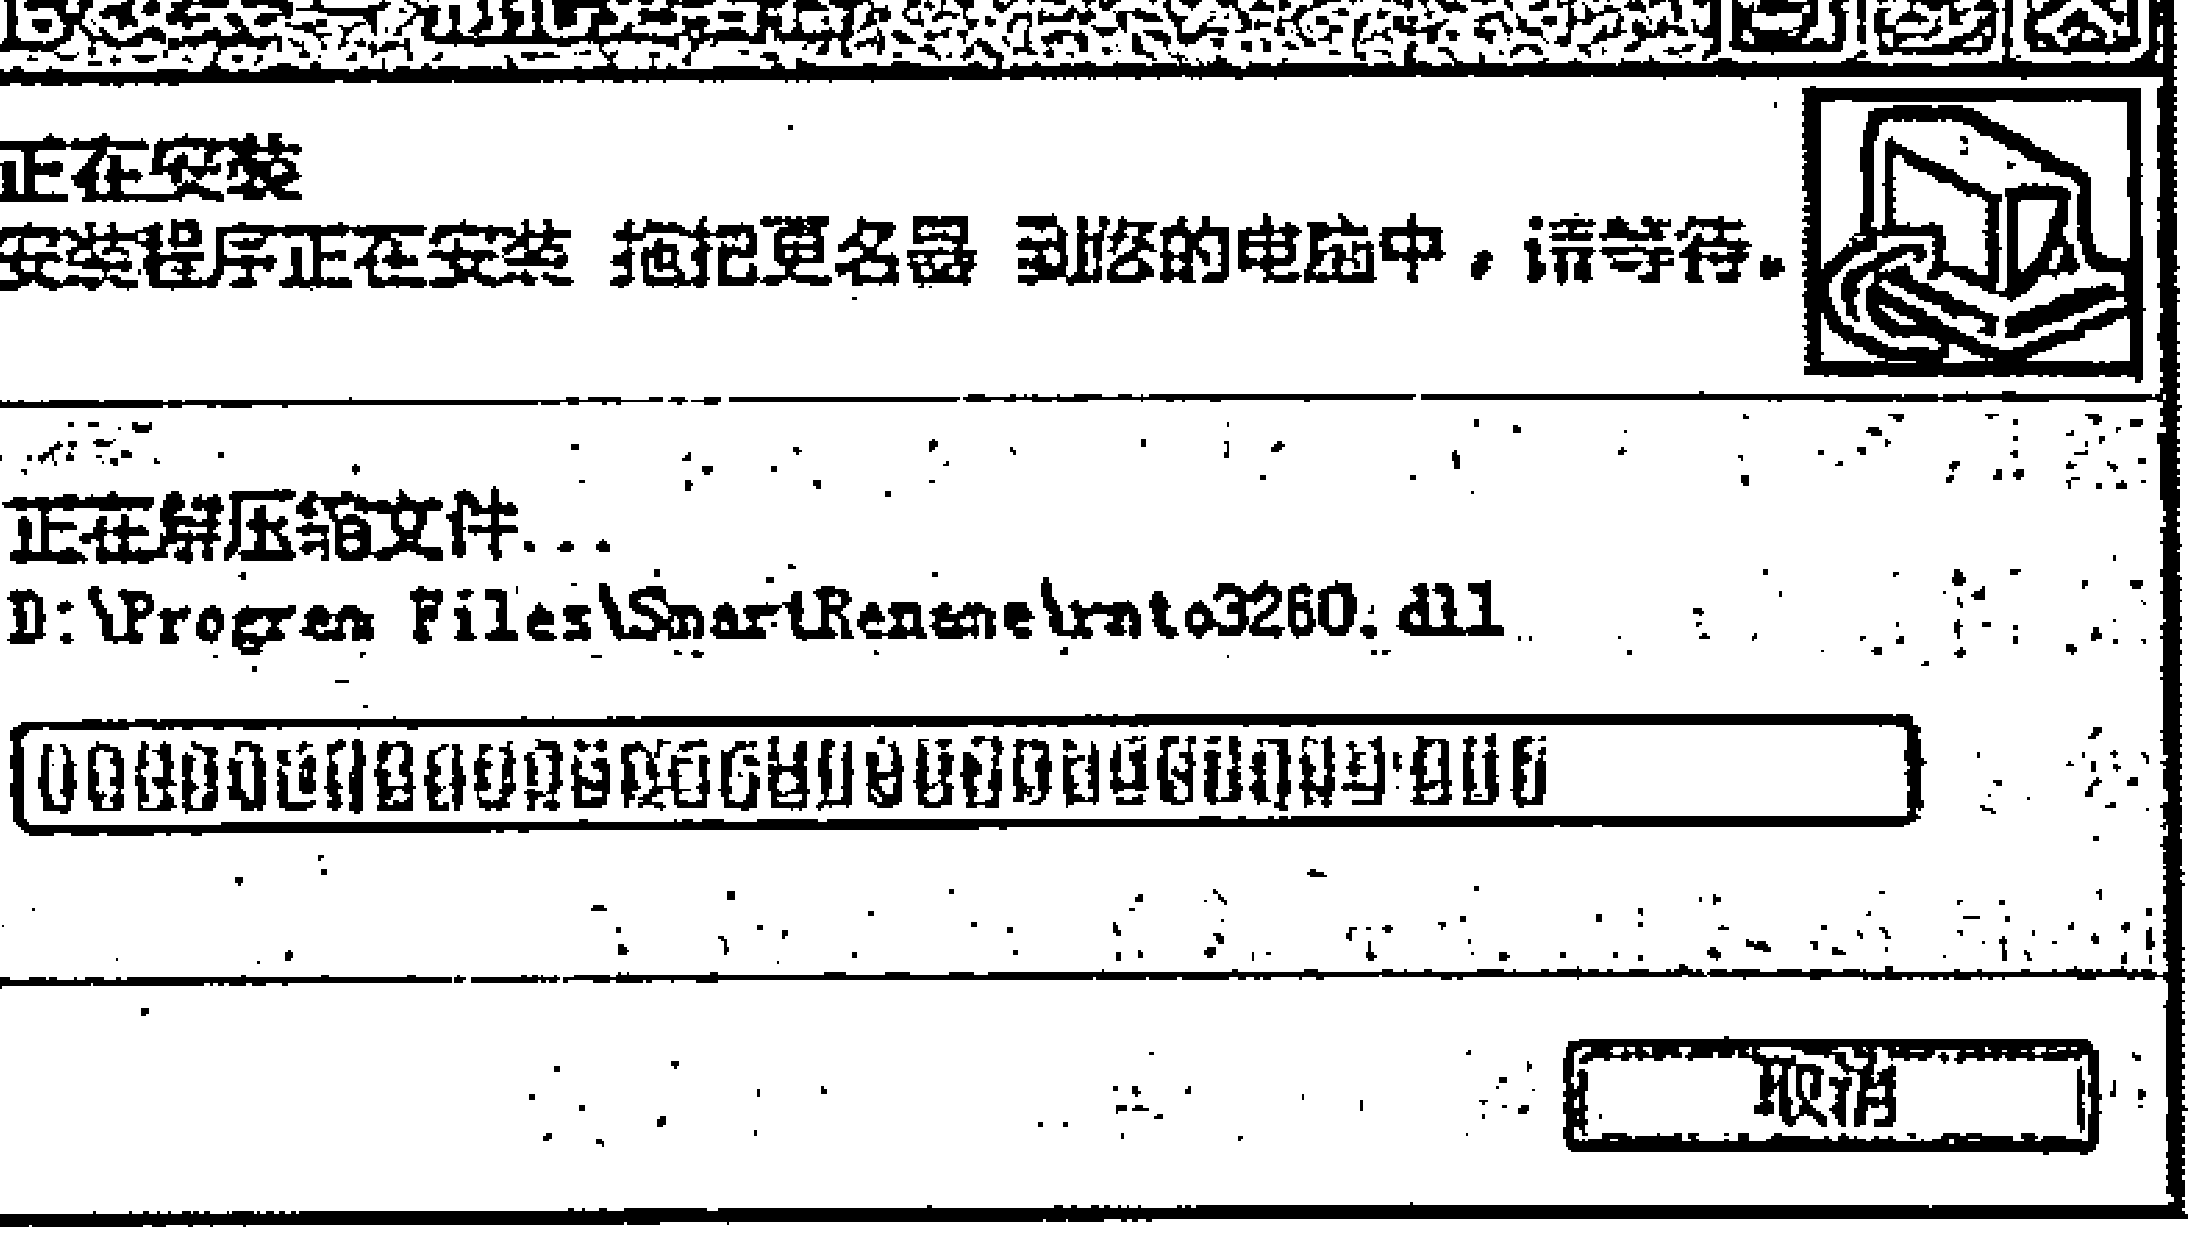 正在安装
安装程序正在安装 拖把更名器 到您的电脑中，请等待。
正在解压缩文件...
D:\Program Files\SmartRename\rnto3260.dll
取消